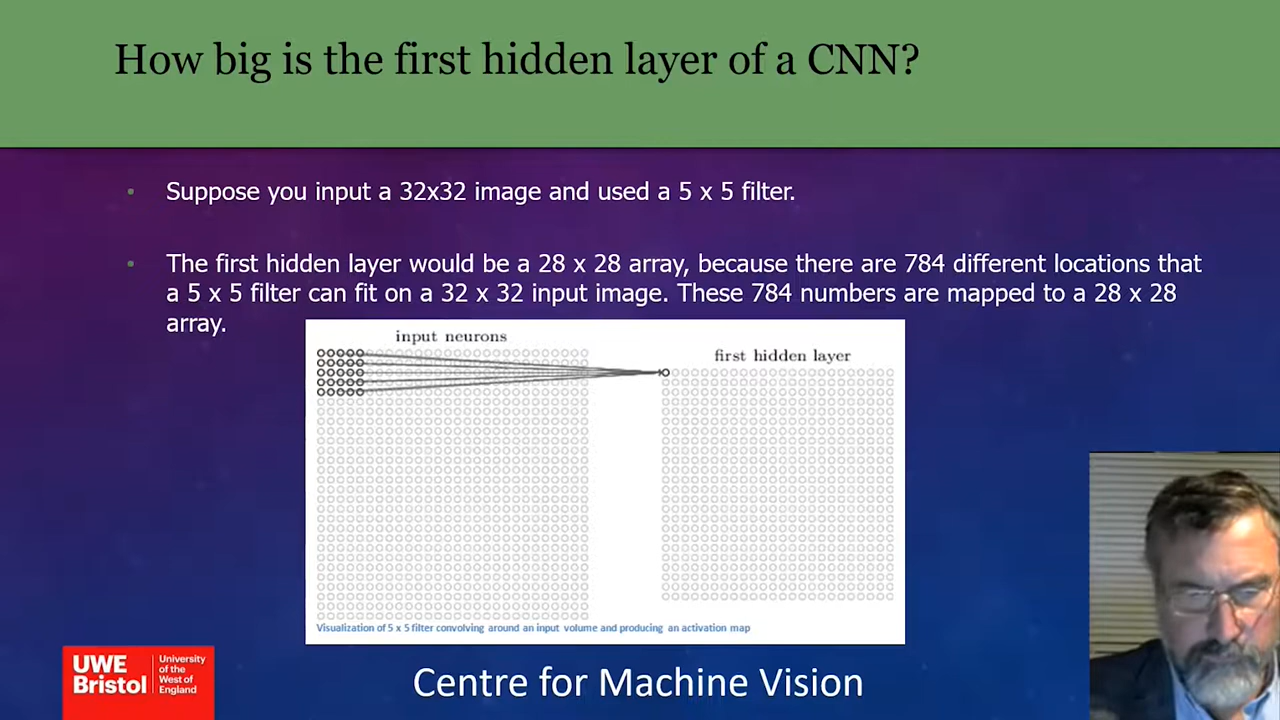 How big is the first hidden layer of a CNN?
Suppose you input a 32x32 image and used a 5 x 5 filter.
The first hidden layer would be a 28 x 28 array, because there are 784 different locations that
a 5 x 5 filter can fit on a 32 x 32 input image. These 784 numbers are mapped to a 28 x 28
array.
input neurons
first hidden layer
Visualization of 5 x 5 filter convolving around an input volume and producing an activation map
UWE
Bristol
University
of the
West of
England
Centre for Machine Vision